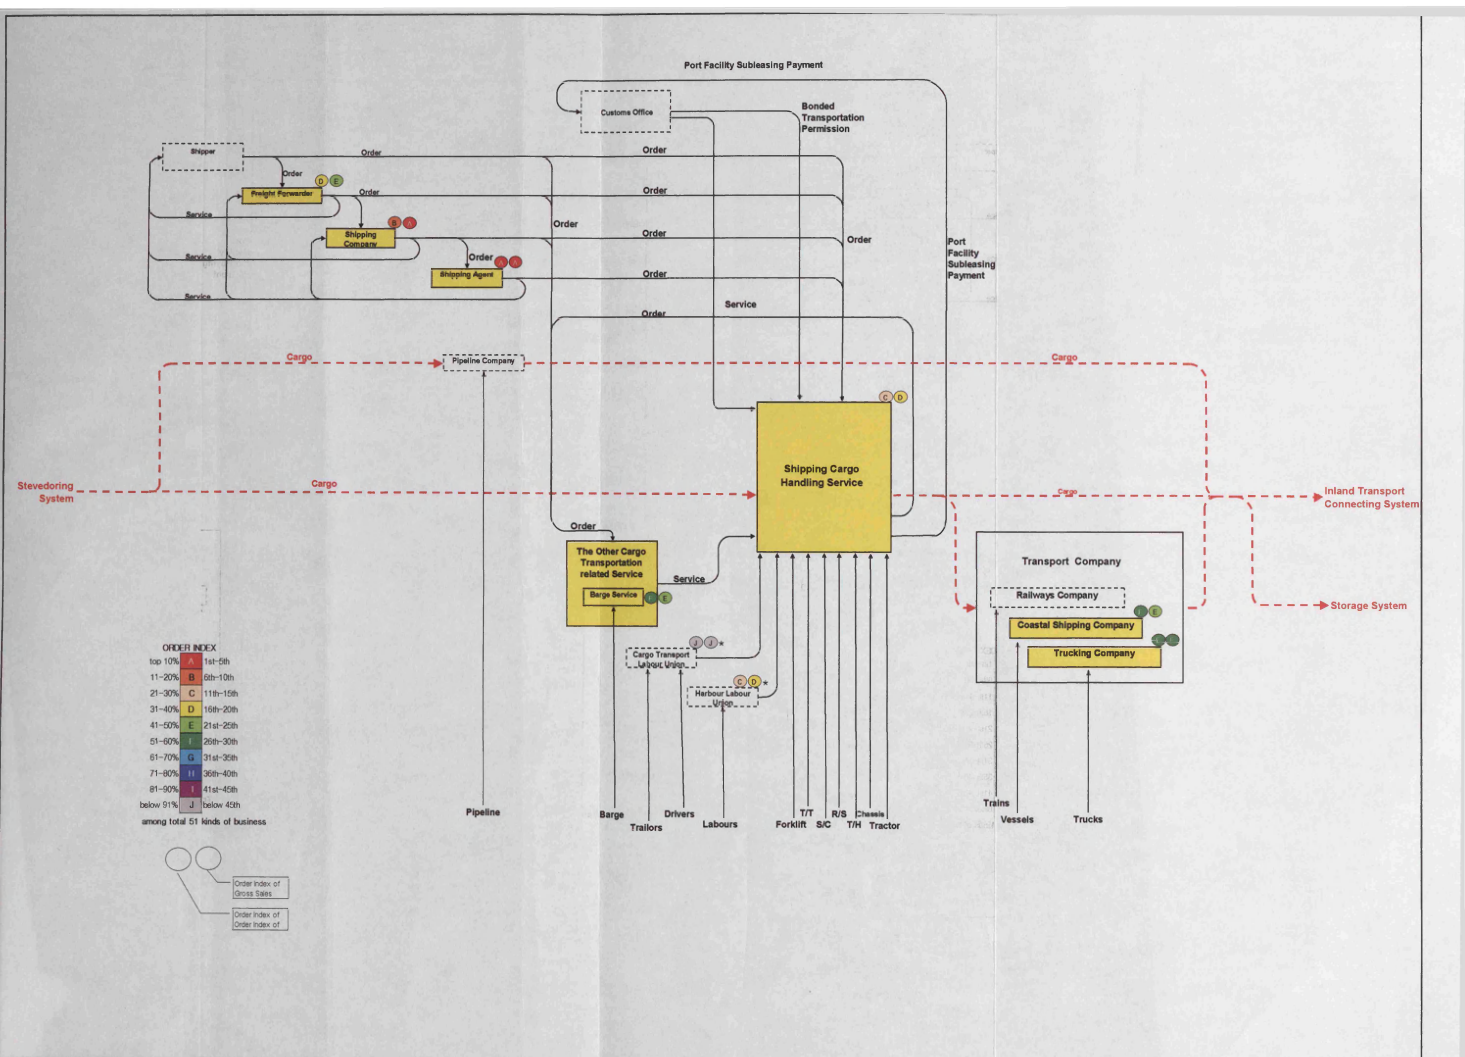 Port Facility Subleasing Payment
Customs Office
Bonded
Transportation
Permission
Shipper
Order
Order
Order
D E
Freight Forwarder
Order
Order
Service
B A
Shipping
Company
Order
Order
Order
Port
Facility
Subleasing
Payment
Service
Order
A A
Shipping Agent
Order
Service
Service
Order
Cargo
Pipeline Company
Cargo
C D
Shipping Cargo
Handling Service
Stevedoring
System
Cargo
Cargo
Inland Transport
Connecting System
Order
The Other Cargo
Transportation
related Service
Barge Service
E
Service
Transport Company
Railways Company
E
Coastal Shipping Company
Trucking Company
Storage System
J J *
Cargo Transport
Labour Union
C D *
Harbour Labour
Union
ORDER INDEX
top 10% A 1st-5th
11-20% B 6th-10th
21-30% C 11th-15th
31-40% D 16th-20th
41-50% E 21st-25th
51-60% 26th-30th
61-70% G 31st-35th
71-80% H 36th-40th
81-90% I 41st-45th
below 91% J below 45th
among total 51 kinds of business
Pipeline
Barge
Trailors
Drivers
Labours
Forklift
T/T
S/C
R/S
T/H
Chassis
Tractor
Trains
Vessels
Trucks
Order Index of
Gross Sales
Order Index of
Order Index of